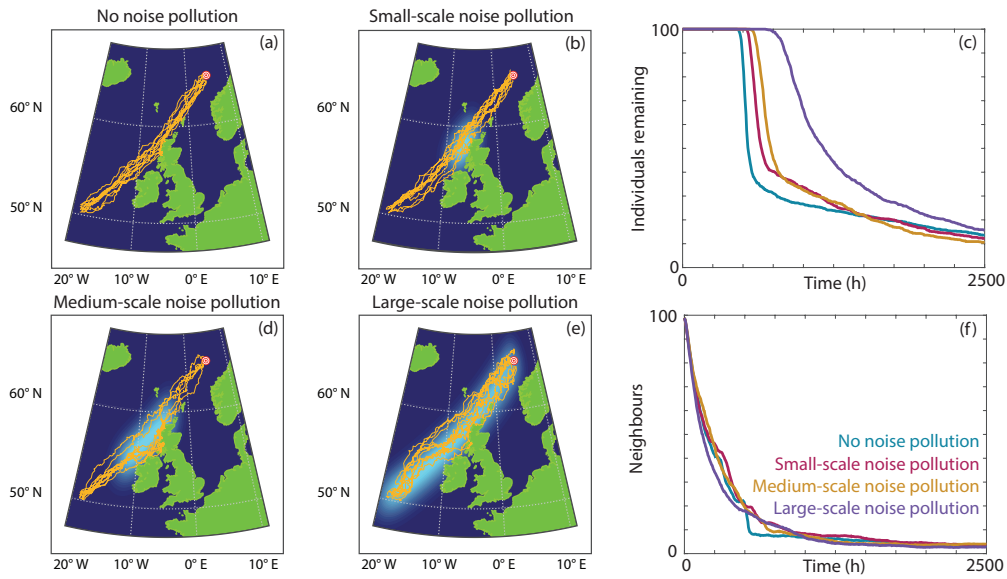 No noise pollution
(a)
60° N
50° N
20° W
10° W
0° E
10° E
Small-scale noise pollution
(b)
60° N
50° N
20° W
10° W
0° E
10° E
(c)
100
0
Individuals remaining
Time (h)
2500
Medium-scale noise pollution
(d)
60° N
50° N
20° W
10° W
0° E
10° E
Large-scale noise pollution
(e)
60° N
50° N
20° W
10° W
0° E
10° E
(f)
100
0
Neighbours
No noise pollution
Small-scale noise pollution
Medium-scale noise pollution
Large-scale noise pollution
Time (h)
2500